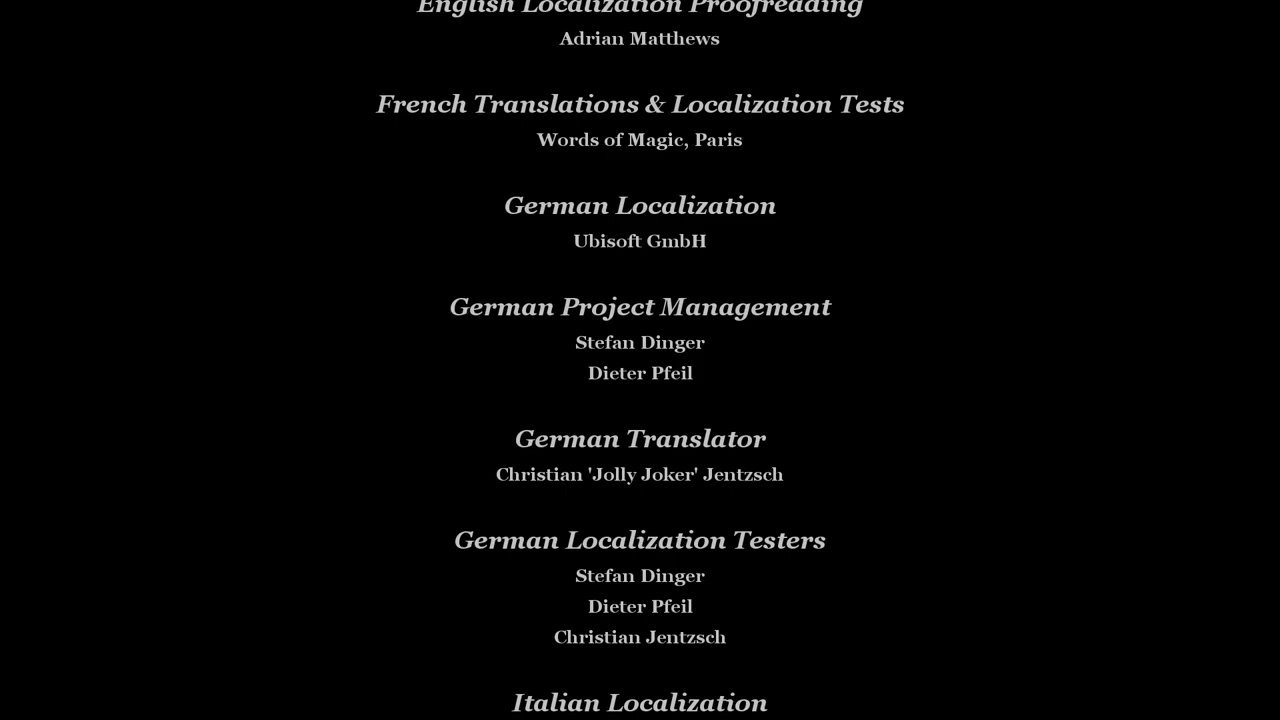 English Localization Proofreading
Adrian Matthews
French Translations & Localization Tests
Words of Magic, Paris
German Localization
Ubisoft GmbH
German Project Management
Stefan Dinger
Dieter Pfeil
German Translator
Christian 'Jolly Joker' Jentzsch
German Localization Testers
Stefan Dinger
Dieter Pfeil
Christian Jentzsch
Italian Localization